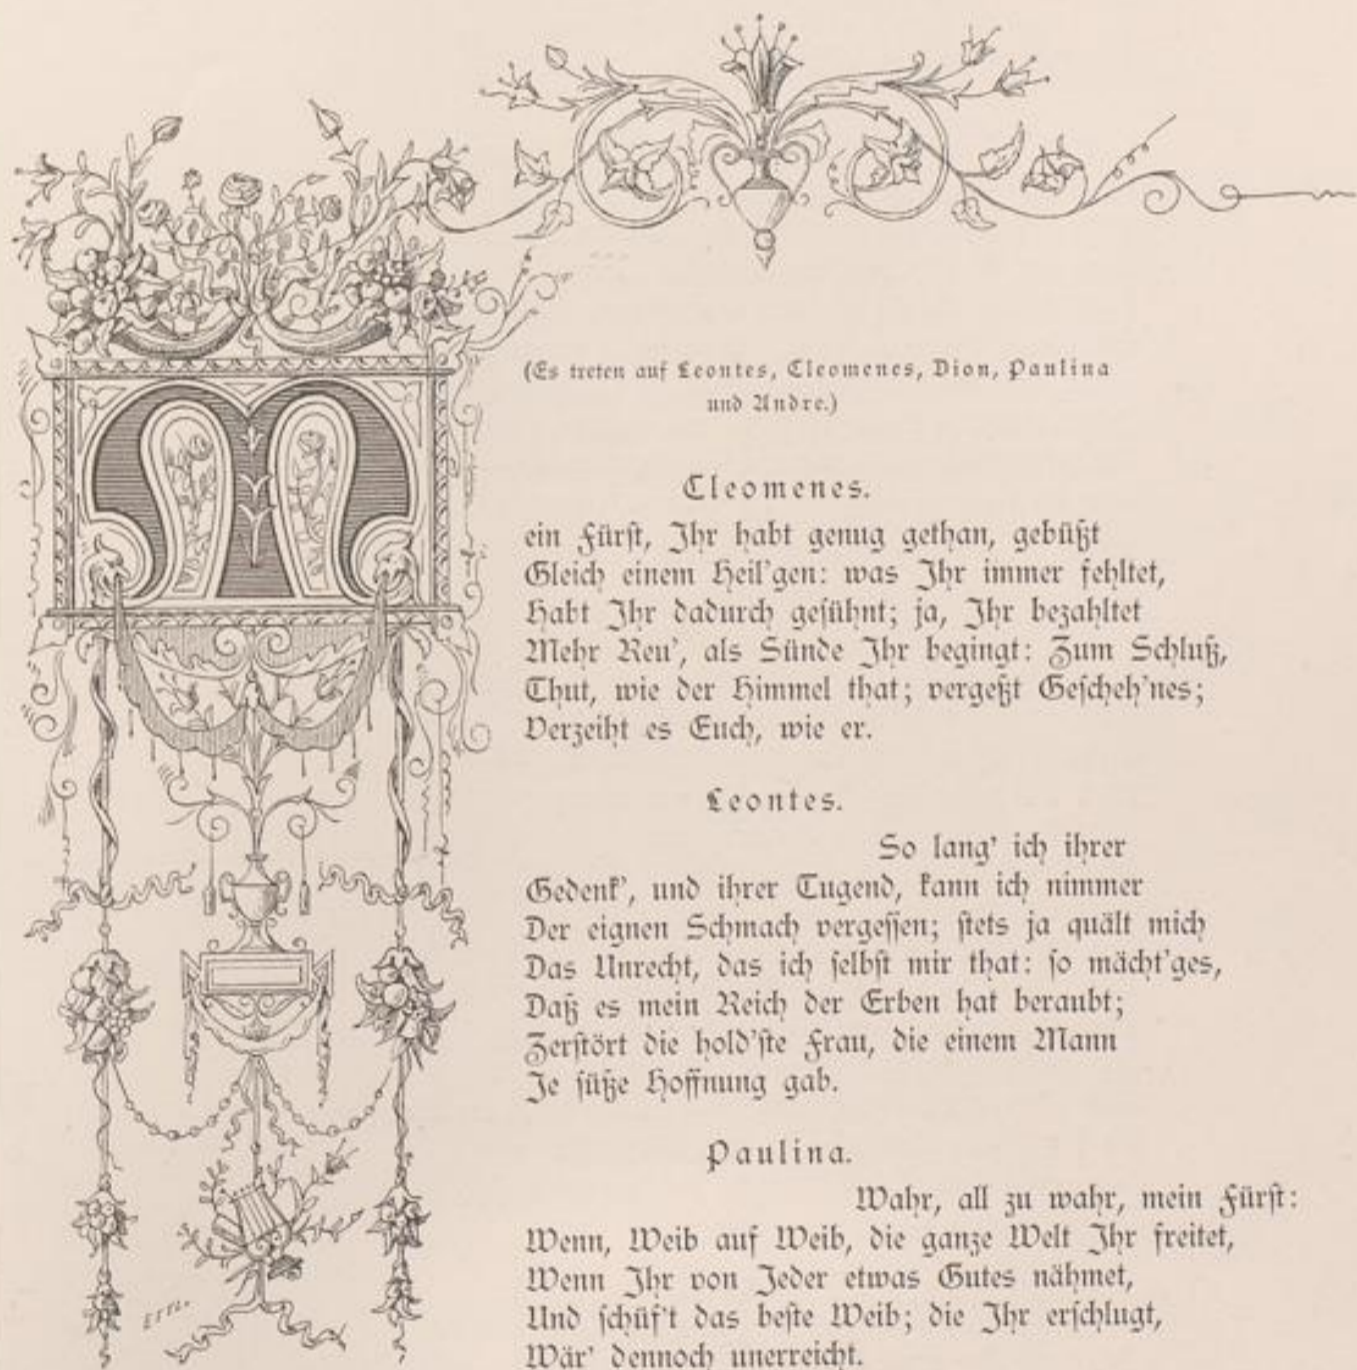 (Es treten auf Leontes, Cleomenes, Dion, Paulina
und Andre.)
Cleomenes.
Mein Fürst, Ihr habt genug gethan, gebüßt
Gleich einem Heil'gen: was Ihr immer fehltet,
Habt Ihr dadurch gesühnt; ja, Ihr bezahltet
Mehr Reu', als Sünde Ihr begingt: Zum Schluß,
Thut, wie der Himmel that; vergeßt Gescheh'nes;
Verzeiht es Euch, wie er.
Leontes.
So lang' ich ihrer
Gedenk', und ihrer Tugend, kann ich nimmer
Der eignen Schmach vergessen; stets ja quält mich
Das Unrecht, das ich selbst mir that: so mächt'ges,
Daß es mein Reich der Erben hat beraubt;
Zerstört die hold'ste Frau, die einem Mann
Je süße Hoffnung gab.
Paulina.
Wahr, all zu wahr, mein Fürst:
Wenn, Weib auf Weib, die ganze Welt Ihr freitet,
Wenn Ihr von Jeder etwas Gutes nähmet,
Und schüf't das beste Weib; die Ihr erschlugt,
Wär' dennoch unerreicht.